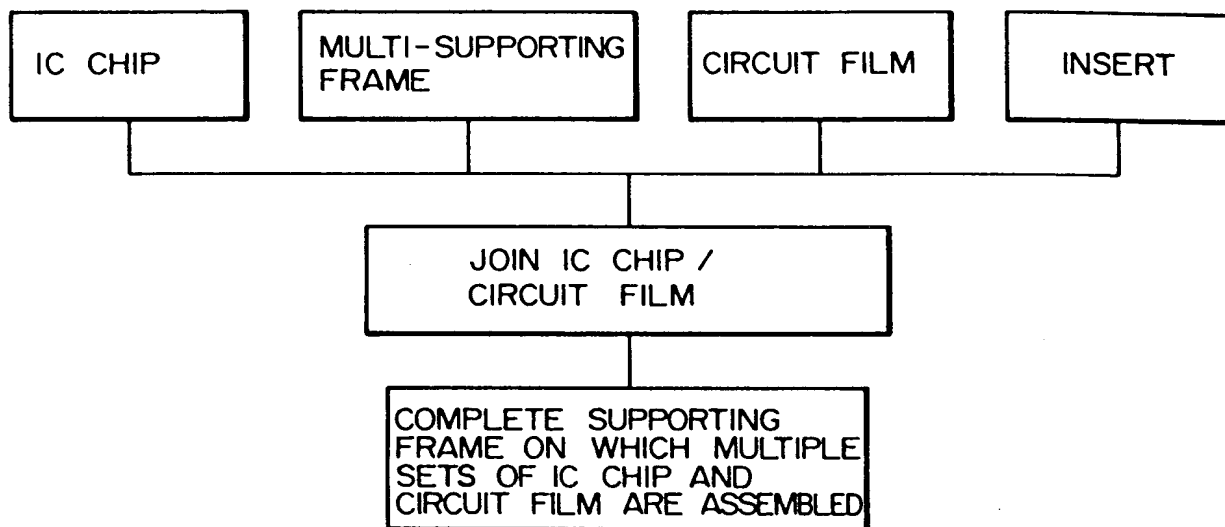 IC CHIP
MULTI-SUPPORTING
FRAME
CIRCUIT FILM
INSERT
JOIN IC CHIP /
CIRCUIT FILM
COMPLETE SUPPORTING
FRAME ON WHICH MULTIPLE
SETS OF IC CHIP AND
CIRCUIT FILM ARE ASSEMBLED